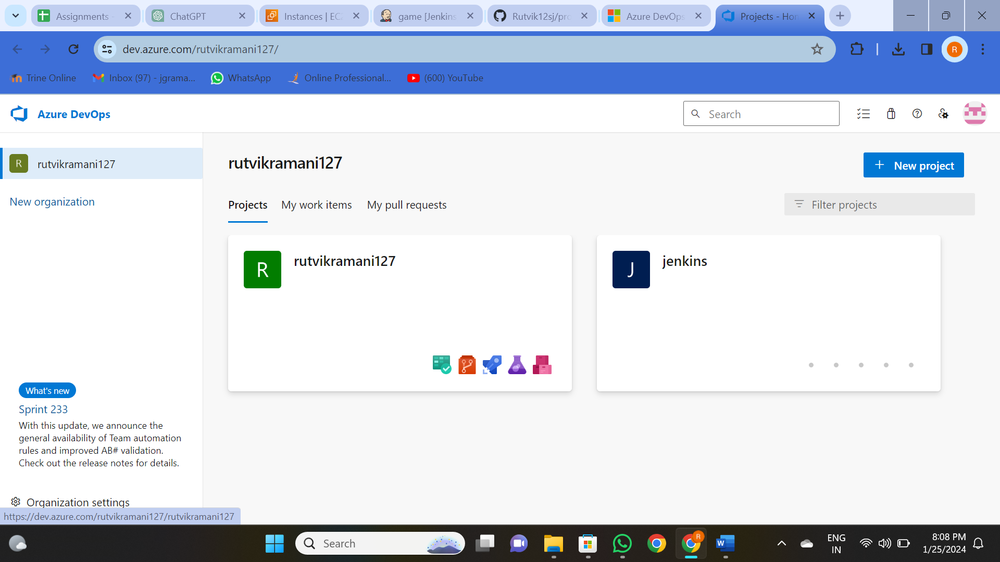 Assignments -
ChatGPT
Instances | EC2
game [Jenkins
Rutvik12sj/pro
Azure DevOps
Projects - Hom
dev.azure.com/rutvikramani127/
R
Trine Online
Inbox (97) - jgrama...
WhatsApp
Online Professional...
(600) YouTube
Azure DevOps
Search
R
rutvikramani127
New organization
rutvikramani127
New project
Projects
My work items
My pull requests
Filter projects
R
rutvikramani127
J
jenkins
What's new
Sprint 233
With this update, we announce the
general availability of Team automation
rules and improved AB# validation.
Check out the release notes for details.
Organization settings
https://dev.azure.com/rutvikramani127/rutvikramani127
Search
R
W
ENG
IN
8:08 PM
1/25/2024